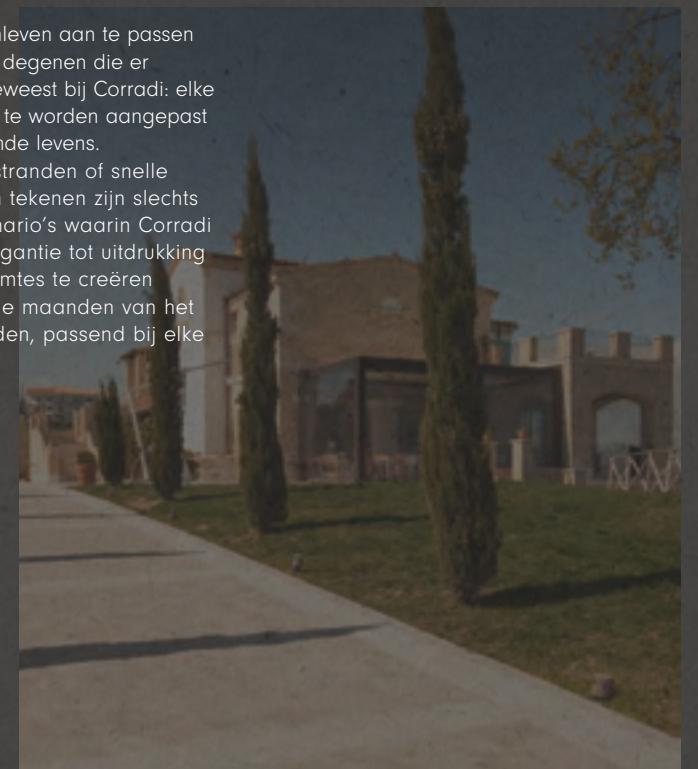 leven aan te passen
degenen die er
eweest bij Corradi: elke
te worden aangepast
nde levens.
stranden of snelle
tekenen zijn slechts
nario's waarin Corradi
gantie tot uitdrukking
mtes te creëren
e maanden van het
den, passend bij elke